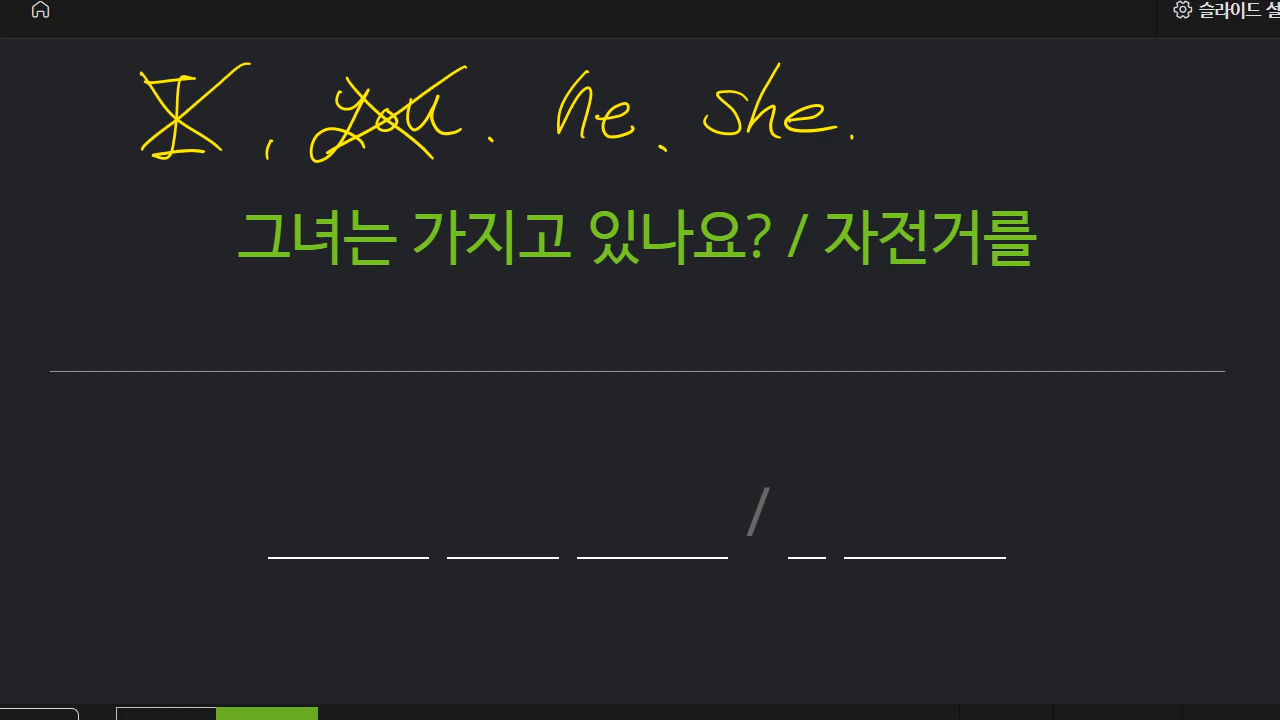 슬라이드 설
I, you. he. she.
그녀는 가지고 있나요? / 자전거를
/